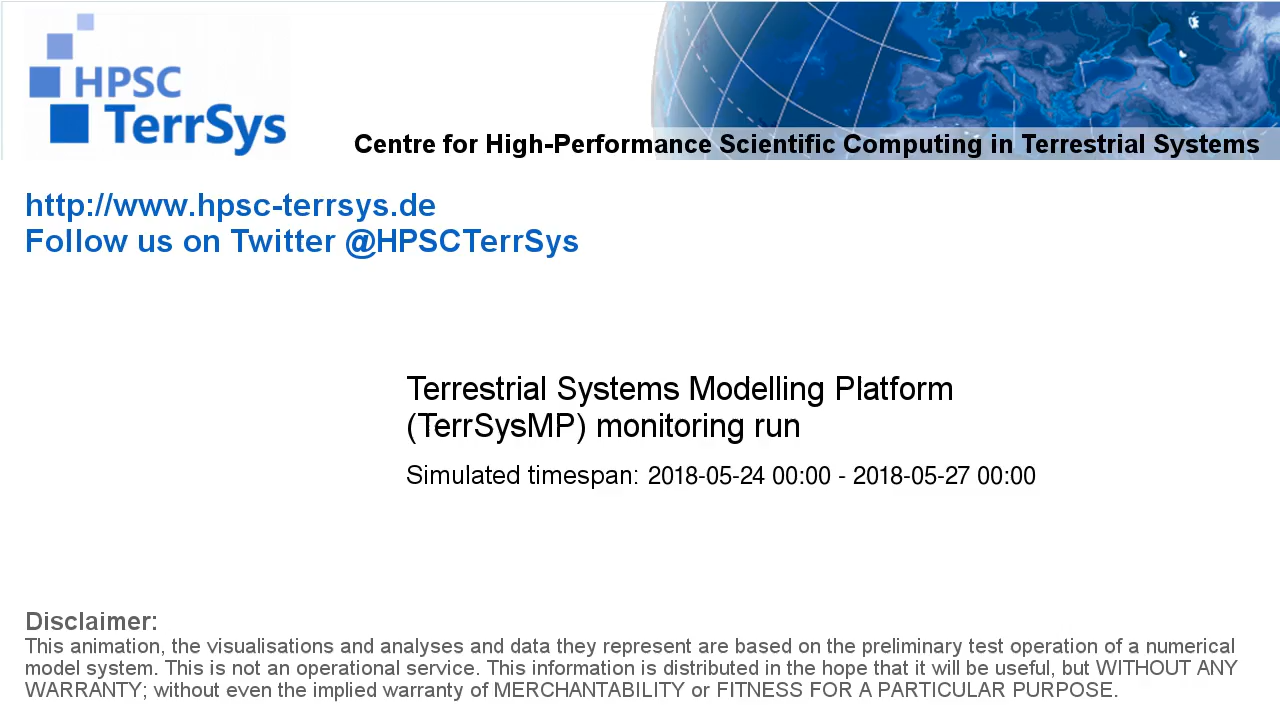 HPSC
TerrSys
Centre for High-Performance Scientific Computing in Terrestrial Systems
http://www.hpsc-terrsys.de
Follow us on Twitter @HPSCTerrSys
Terrestrial Systems Modelling Platform
(TerrSysMP) monitoring run
Simulated timespan: 2018-05-24 00:00 - 2018-05-27 00:00
Disclaimer:
This animation, the visualisations and analyses and data they represent are based on the preliminary test operation of a numerical
model system. This is not an operational service. This information is distributed in the hope that it will be useful, but WITHOUT ANY
WARRANTY; without even the implied warranty of MERCHANTABILITY or FITNESS FOR A PARTICULAR PURPOSE.